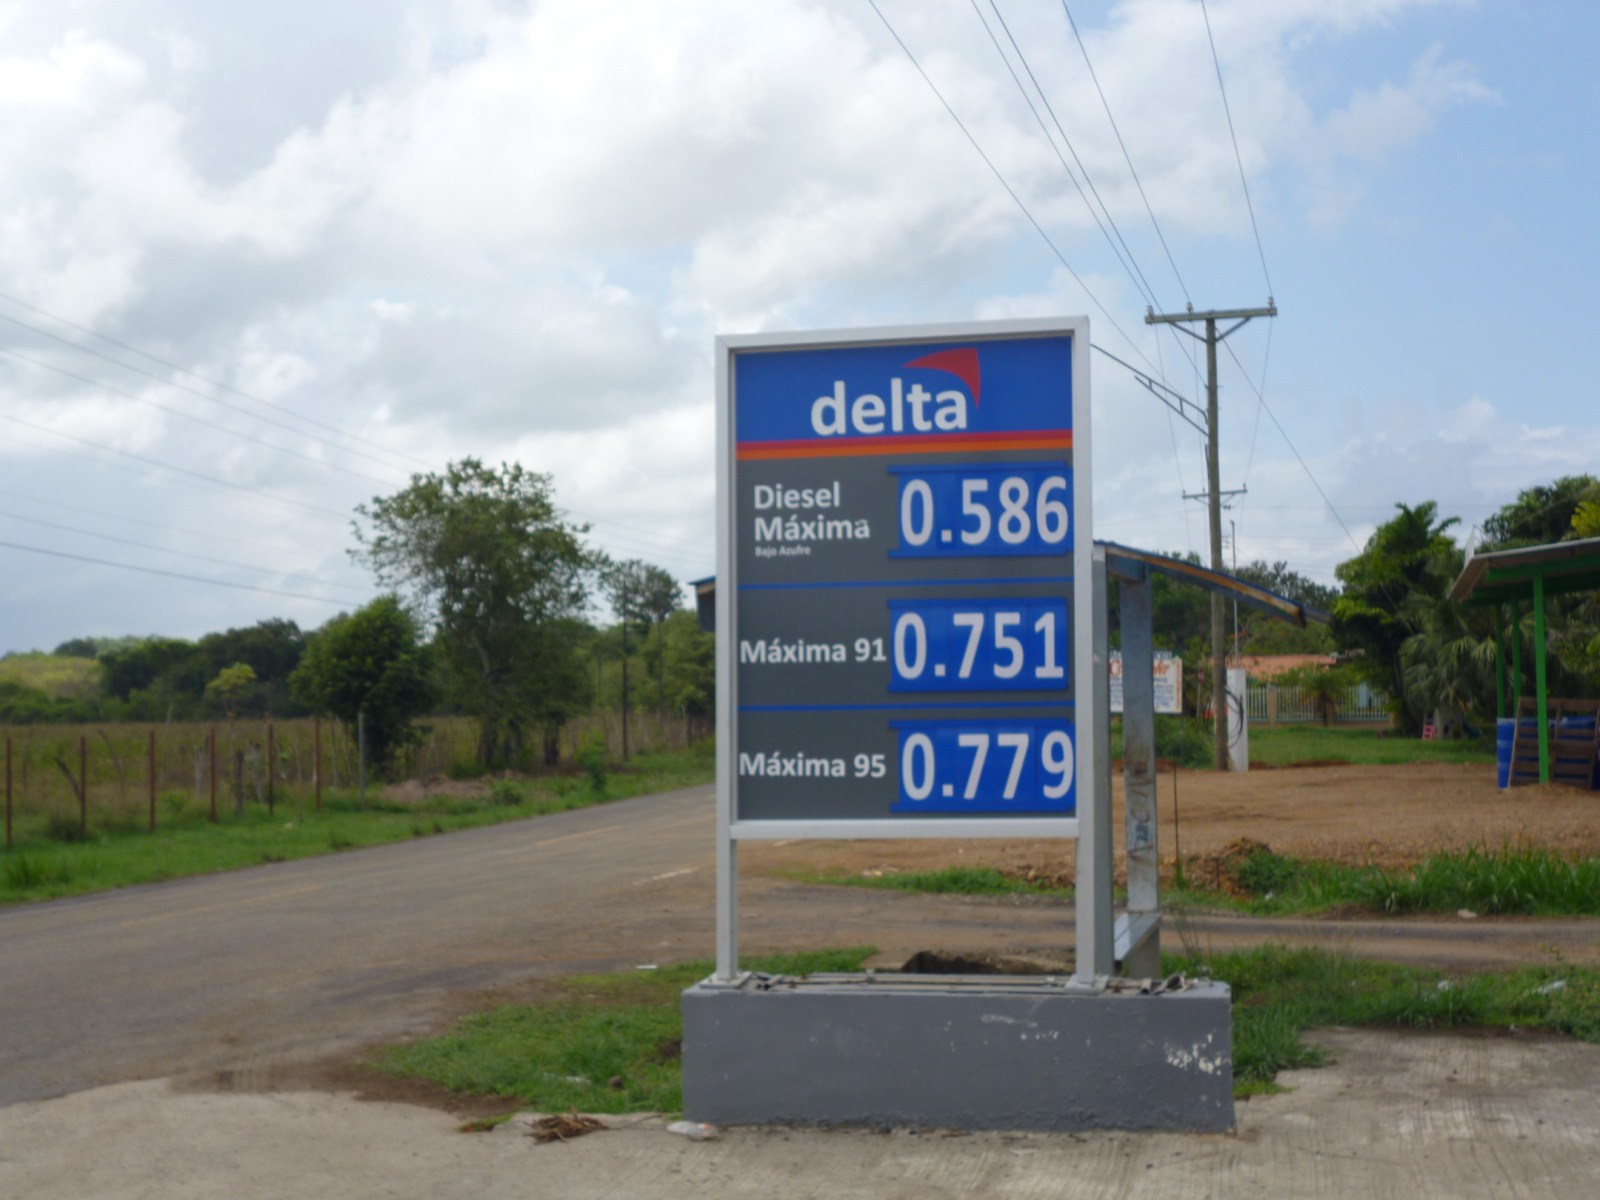 delta
Diesel
Máxima
Bajo Azufre
0.586
Máxima 91
0.751
Máxima 95
0.779